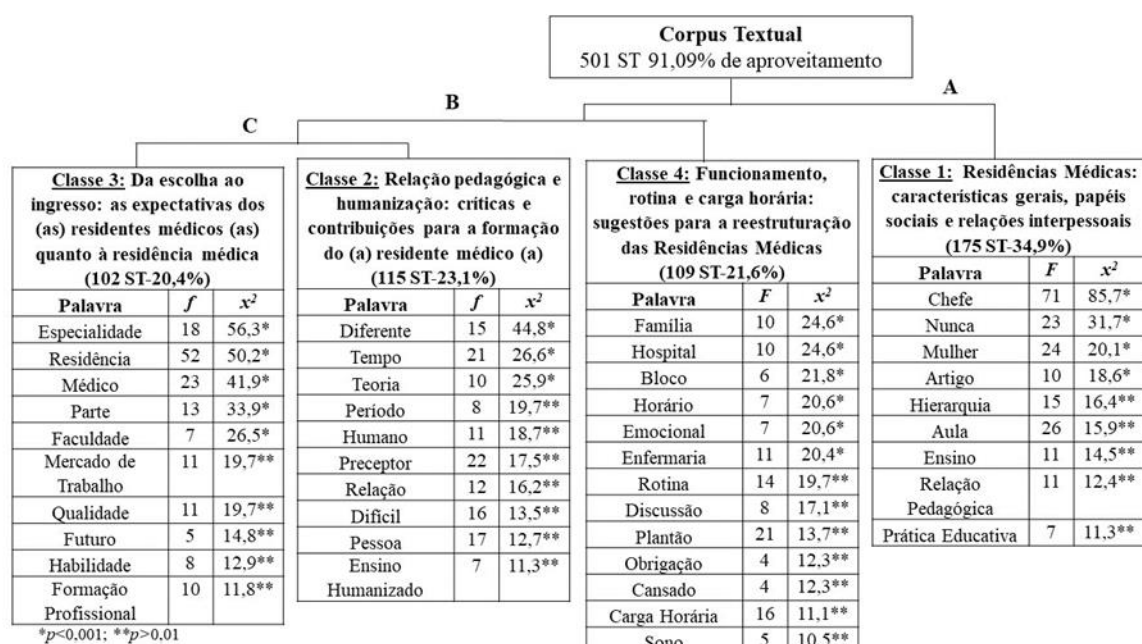 Corpus Textual
501 ST 91,09% de aproveitamento
A
B
C
Classe 3: Da escolha ao
ingresso: as expectativas dos
(as) residentes médicos (as)
quanto à residência médica
(102 ST-20,4%)
Palavra f x²
Especialidade 18 56,3*
Residência 52 50,2*
Médico 23 41,9*
Parte 13 33,9*
Faculdade 7 26,5*
Mercado de 11 19,7**
Trabalho
Qualidade 11 19,7**
Futuro 5 14,8**
Habilidade 8 12,9**
Formação 10 11,8**
Profissional
*p<0,001; **p>0,01
Classe 2: Relação pedagógica e
humanização: críticas e
contribuições para a formação
do (a) residente médico (a)
(115 ST-23,1%)
Palavra f x²
Diferente 15 44,8*
Tempo 21 26,6*
Teoria 10 25,9*
Período 8 19,7**
Humano 11 18,7**
Preceptor 22 17,5**
Relação 12 16,2**
Difícil 16 13,5**
Pessoa 17 12,7**
Ensino 7 11,3**
Humanizado
Classe 4: Funcionamento,
rotina e carga horária:
sugestões para a reestruturação
das Residências Médicas
(109 ST-21,6%)
Palavra F x²
Família 10 24,6*
Hospital 10 24,6*
Bloco 6 21,8*
Horário 7 20,6*
Emocional 7 20,6*
Enfermaria 11 20,4*
Rotina 14 19,7**
Discussão 8 17,1**
Plantão 21 13,7**
Obrigação 4 12,3**
Cansado 4 12,3**
Carga Horária 16 11,1**
Sono 5 10,5**
Classe 1: Residências Médicas:
características gerais, papéis
sociais e relações interpessoais
(175 ST-34,9%)
Palavra F x²
Chefe 71 85,7*
Nunca 23 31,7*
Mulher 24 20,1*
Artigo 10 18,6*
Hierarquia 15 16,4**
Aula 26 15,9**
Ensino 11 14,5**
Relação 11 12,4**
Pedagógica
Prática Educativa 7 11,3**